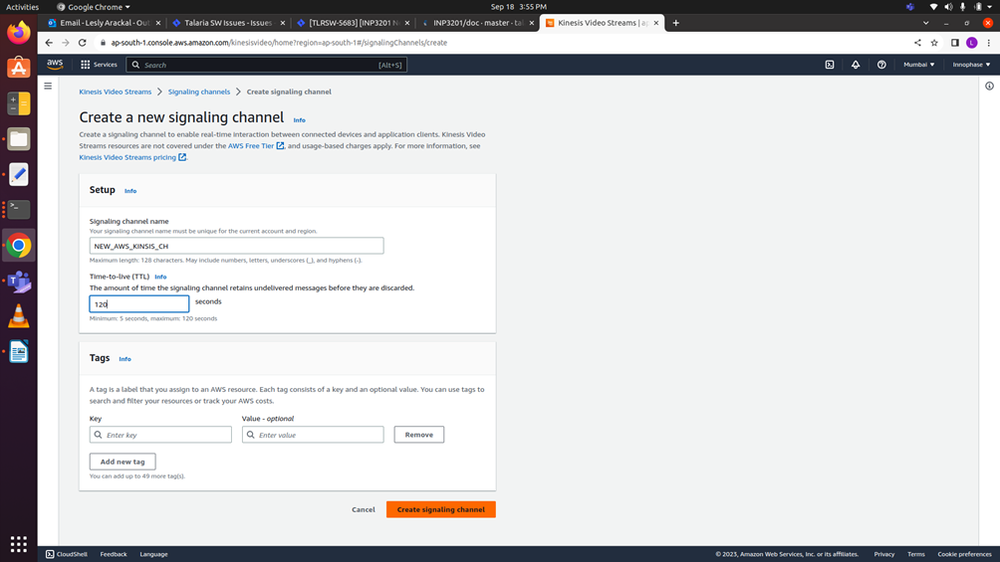 Activities
Google Chrome
Sep 18 3:55 PM
Email - Lesly Arackal - Out
Talaria SW Issues - Issues
[TLRSW-5683] [INP3201 N
INP3201/doc · master · tal
Kinesis Video Streams | ap
ap-south-1.console.aws.amazon.com/kinesisvideo/home?region=ap-south-1#/signalingChannels/create
L
aws
Services
Search
[Alt+S]
Mumbai
Innophase
Kinesis Video Streams
Signaling channels
Create signaling channel
Create a new signaling channel
Info
Create a signaling channel to enable real-time interaction between connected devices and application clients. Kinesis Video
Streams resources are not covered under the AWS Free Tier, and usage-based charges apply. For more information, see
Kinesis Video Streams pricing.
Setup
Info
Signaling channel name
Your signaling channel name must be unique for the current account and region.
NEW_AWS_KINSIS_CH
Maximum length: 128 characters. May include numbers, letters, underscores (_), and hyphens (-).
Time-to-live (TTL) Info
The amount of time the signaling channel retains undelivered messages before they are discarded.
120
seconds
Minimum: 5 seconds, maximum: 120 seconds
Tags
Info
A tag is a label that you assign to an AWS resource. Each tag consists of a key and an optional value. You can use tags to
search and filter your resources or track your AWS costs.
Key
Value - optional
Enter key
Enter value
Remove
Add new tag
You can add up to 49 more tag(s).
Cancel
Create signaling channel
CloudShell
Feedback
Language
© 2023, Amazon Web Services, Inc. or its affiliates.
Privacy
Terms
Cookie preferences